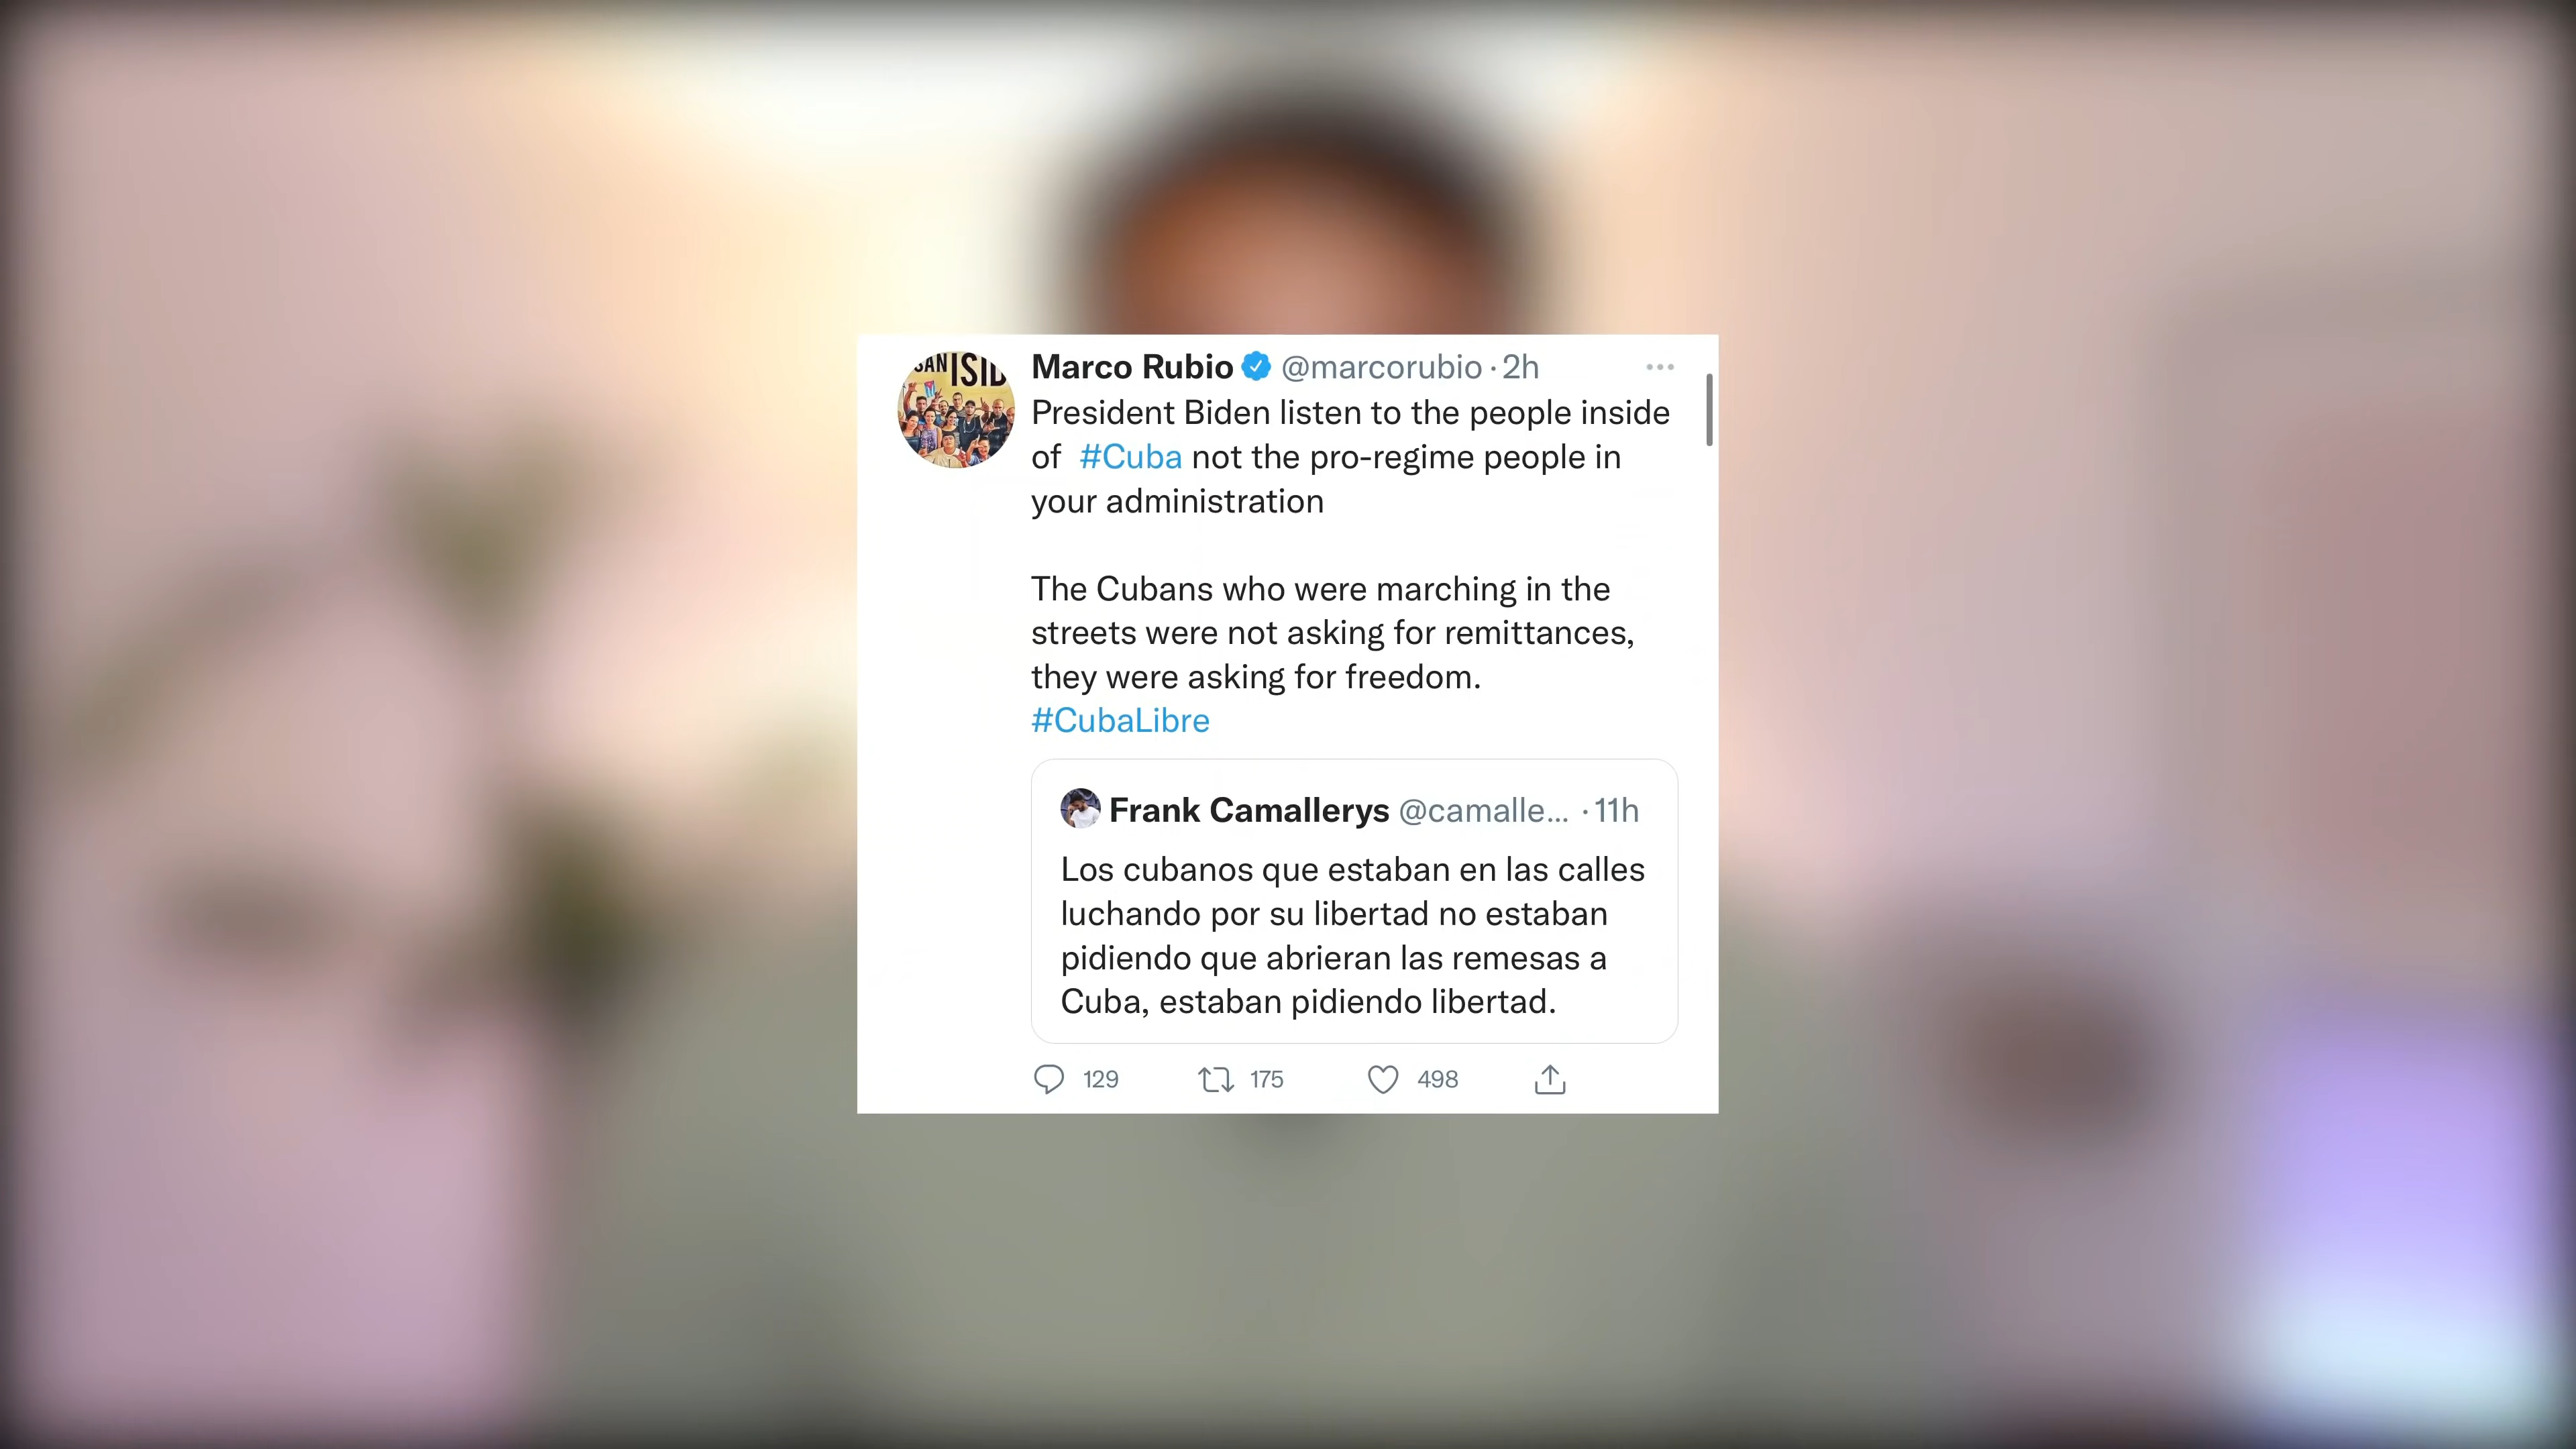 SAN ISID
Marco Rubio @marcorubio · 2h
President Biden listen to the people inside
of #Cuba not the pro-regime people in
your administration
The Cubans who were marching in the
streets were not asking for remittances,
they were asking for freedom.
#CubaLibre
Frank Camallerys @camalle... · 11h
Los cubanos que estaban en las calles
luchando por su libertad no estaban
pidiendo que abrieran las remesas a
Cuba, estaban pidiendo libertad.
129 175 498